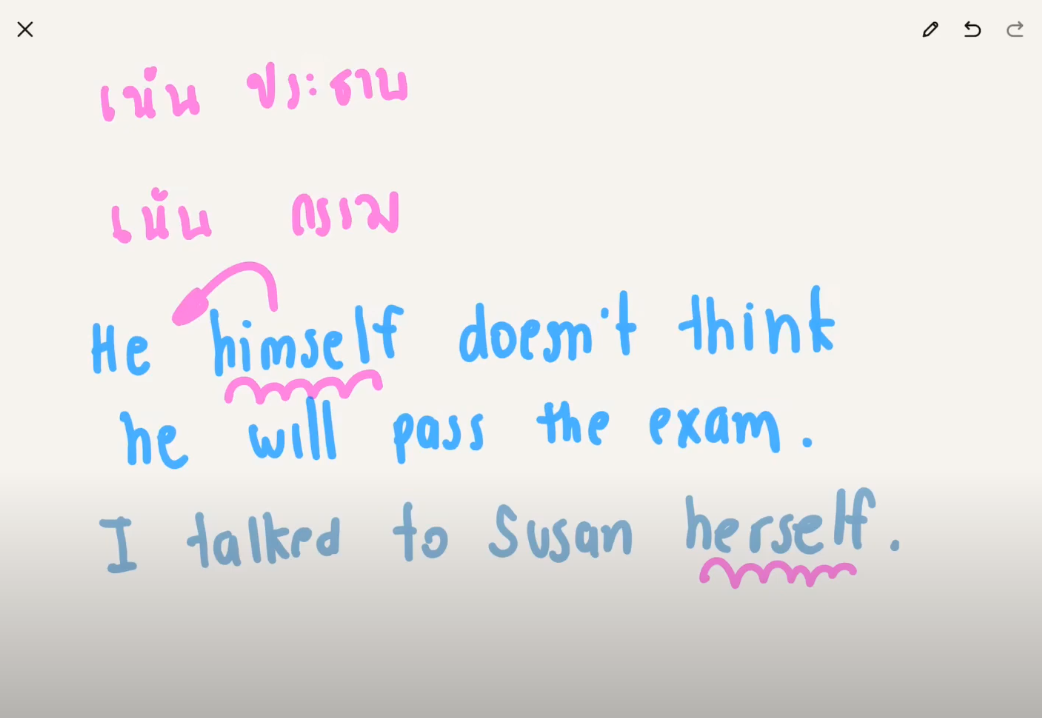 เน้น ประธาน
เน้น กรรม
He himself doesn't think
he will pass the exam.
I talked to Susan herself.